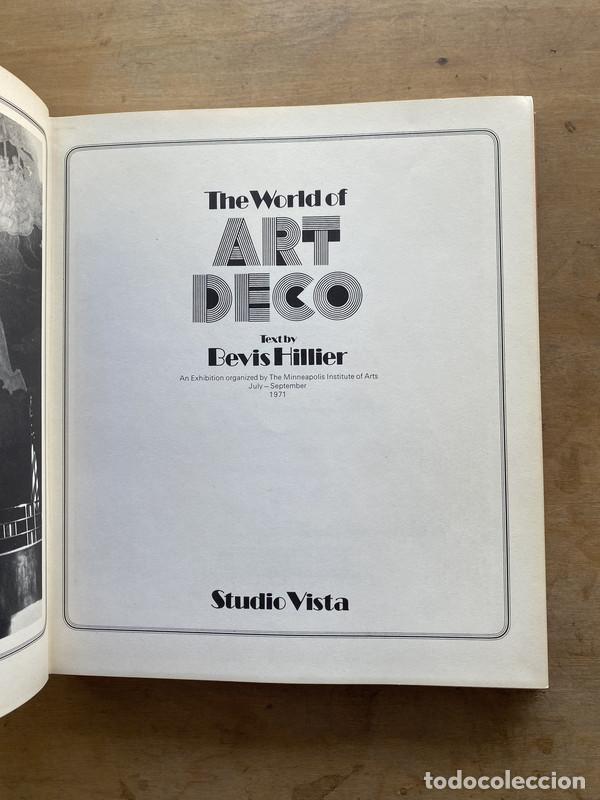 The World of
ART
DECO
Text by
Bevis Hillier
An Exhibition organized by The Minneapolis Institute of Arts
July – September
1971
Studio Vista
todocoleccion